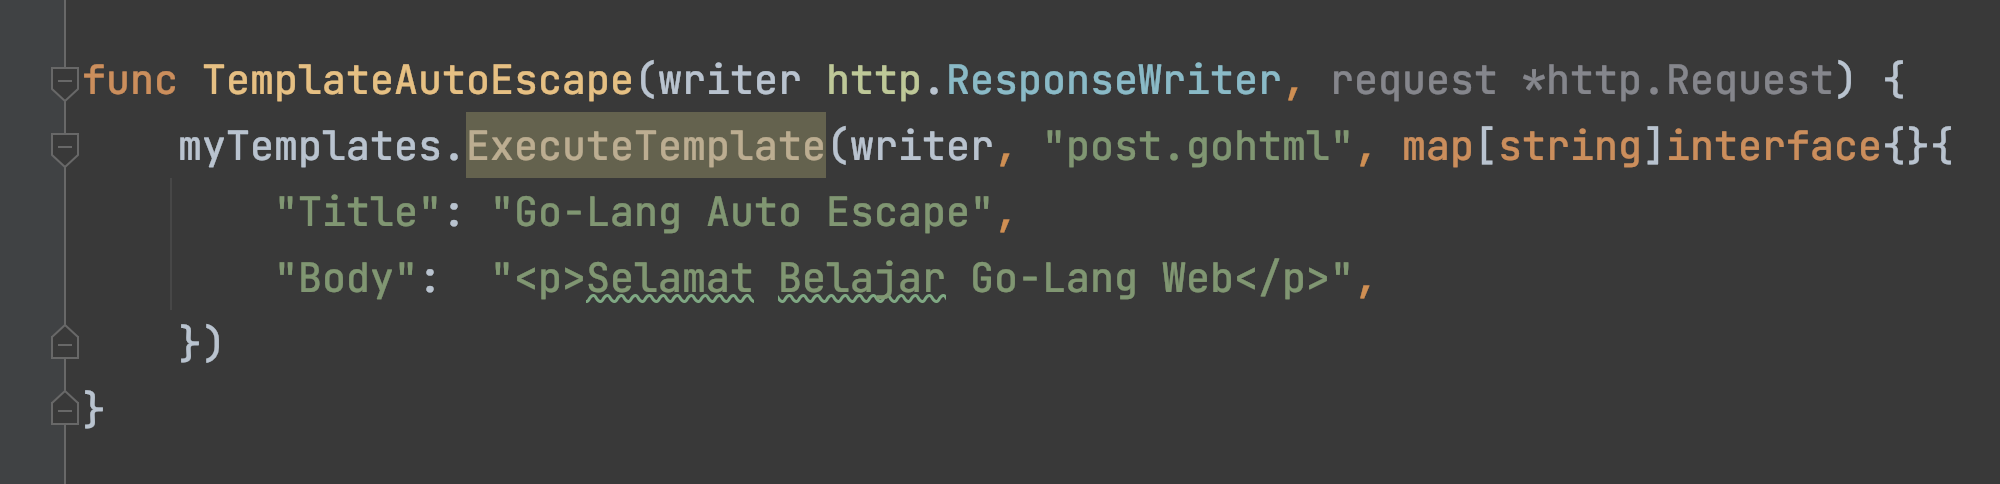 func TemplateAutoEscape(writer http.ResponseWriter, request *http.Request) {
    myTemplates.ExecuteTemplate(writer, "post.gohtml", map[string]interface{}{
        "Title": "Go-Lang Auto Escape",
        "Body":  "<p>Selamat Belajar Go-Lang Web</p>",
    })
}